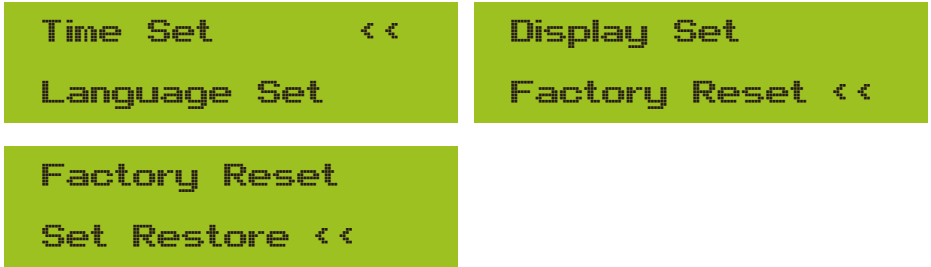 Time Set <<
Language Set
Display Set
Factory Reset <<
Factory Reset
Set Restore <<